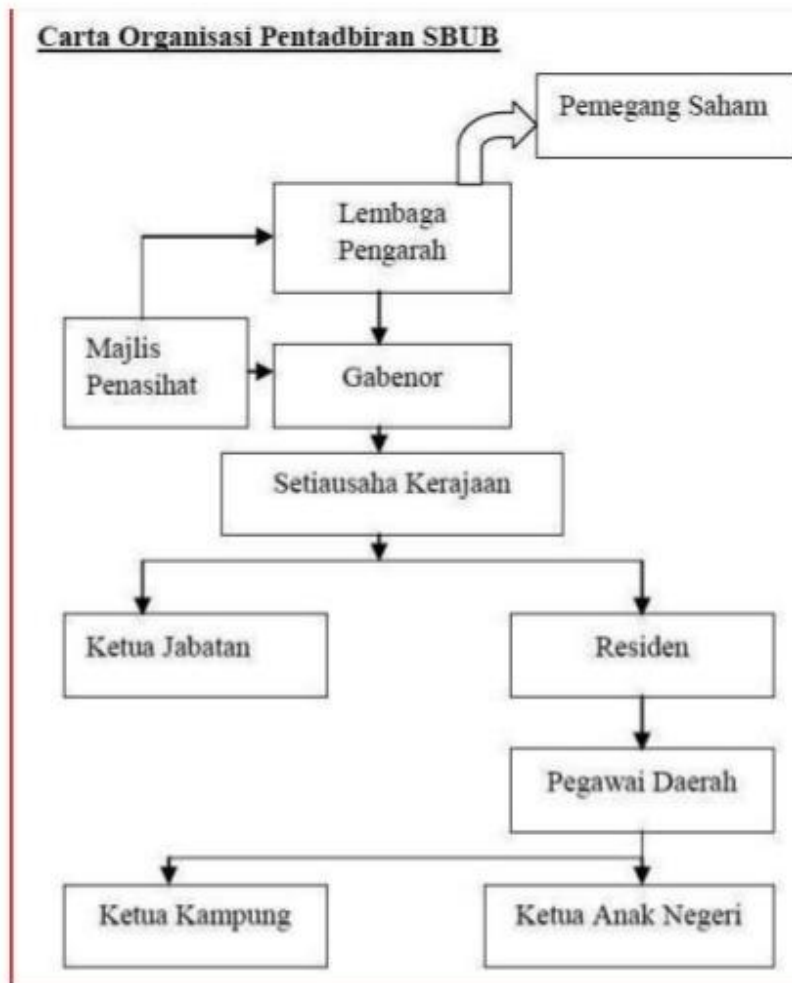 Carta Organisasi Pentadbiran SBUB
Pemegang Saham
Lembaga
Pengarah
Majlis
Penasihat
Gabenor
Setiausaha Kerajaan
Ketua Jabatan
Residen
Pegawai Daerah
Ketua Kampung
Ketua Anak Negeri